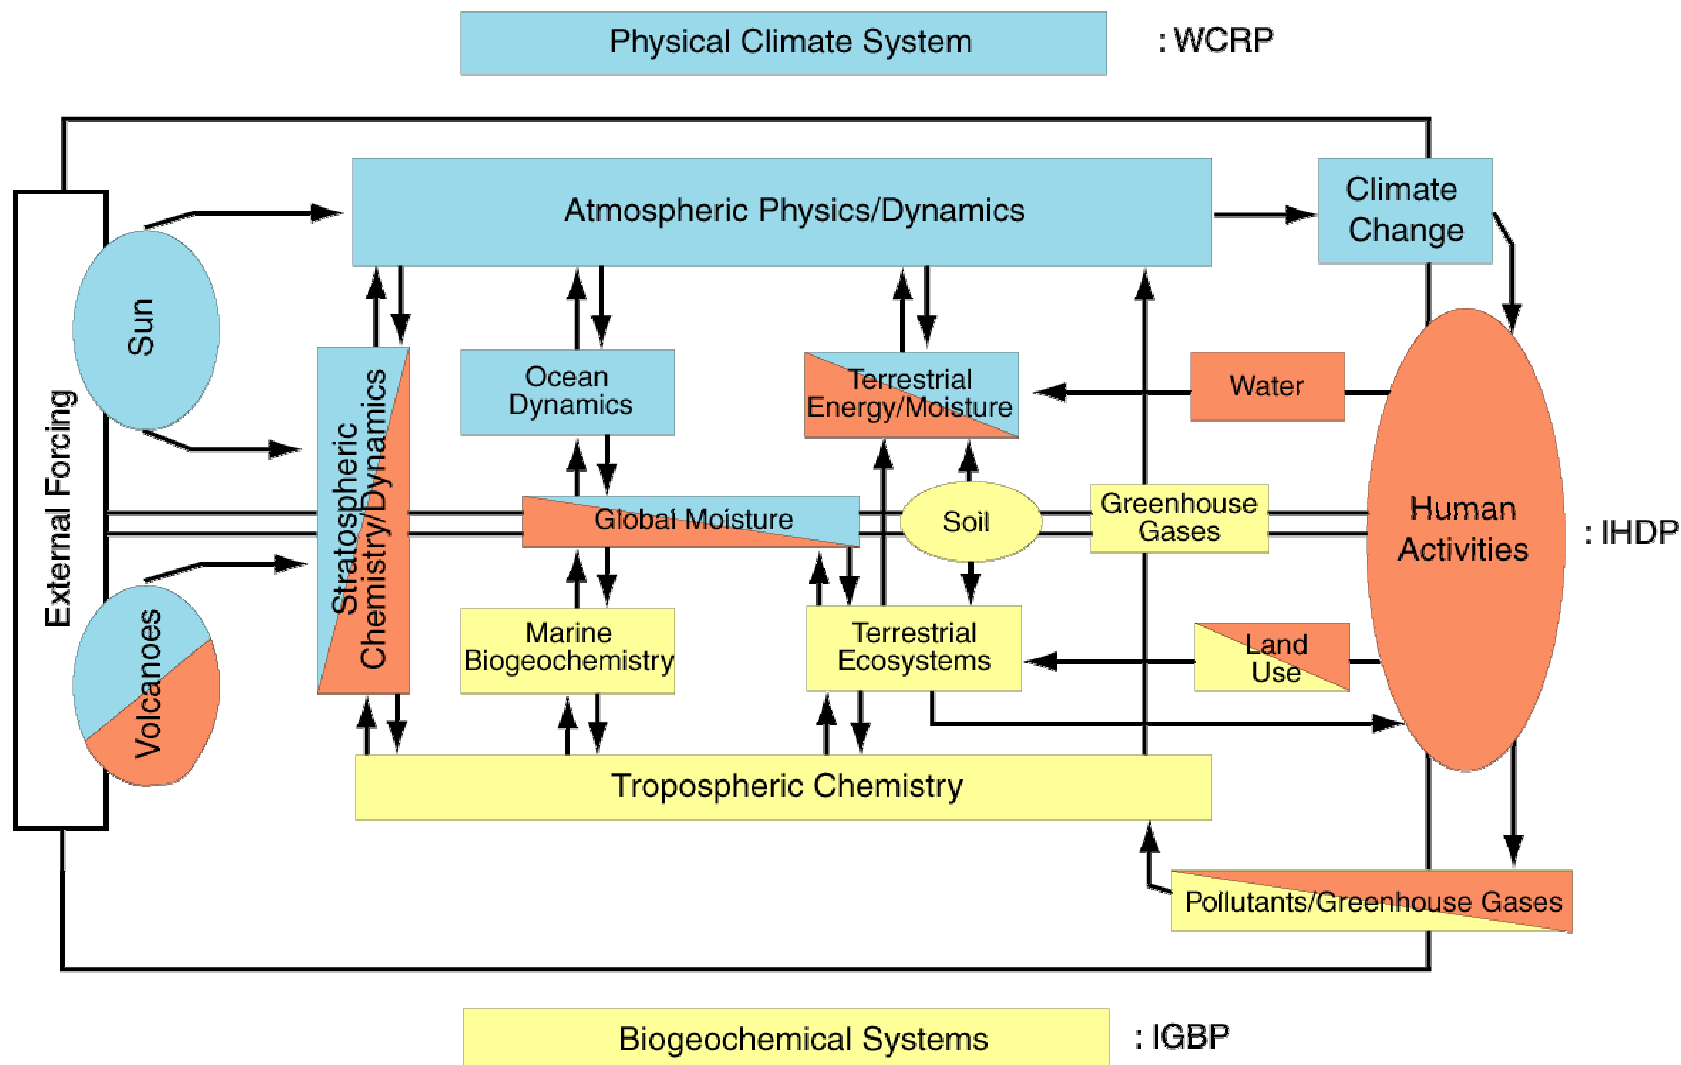 Physical Climate System
: WCRP
Atmospheric Physics/Dynamics
Climate
Change
Sun
External Forcing
Stratospheric
Chemistry/Dynamics
Ocean
Dynamics
Terrestrial
Energy/Moisture
Water
Global Moisture
Soil
Greenhouse
Gases
Human
Activities
: IHDP
Volcanoes
Marine
Biogeochemistry
Terrestrial
Ecosystems
Land
Use
Tropospheric Chemistry
Pollutants/Greenhouse Gases
Biogeochemical Systems
: IGBP